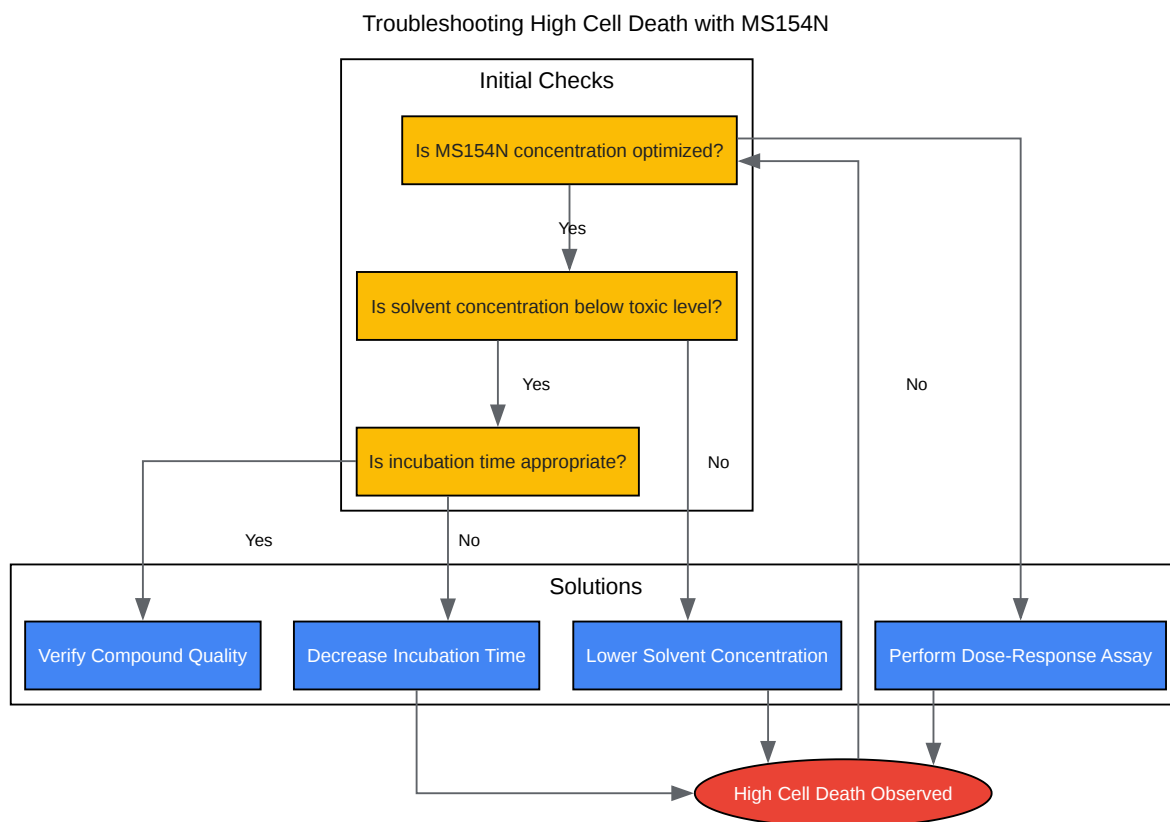 Troubleshooting High Cell Death with MS154N
Initial Checks
Is MS154N concentration optimized?
Yes
Is solvent concentration below toxic level?
Yes
No
Is incubation time appropriate?
No
Yes
No
Solutions
Verify Compound Quality
Decrease Incubation Time
Lower Solvent Concentration
Perform Dose-Response Assay
High Cell Death Observed